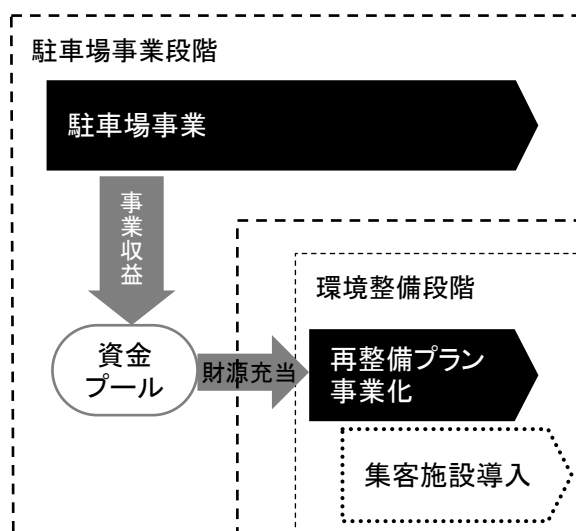 駐車場事業段階
駐車場事業
事業収益
環境整備段階
資金
プール
財源充当
再整備プラン
事業化
集客施設導入